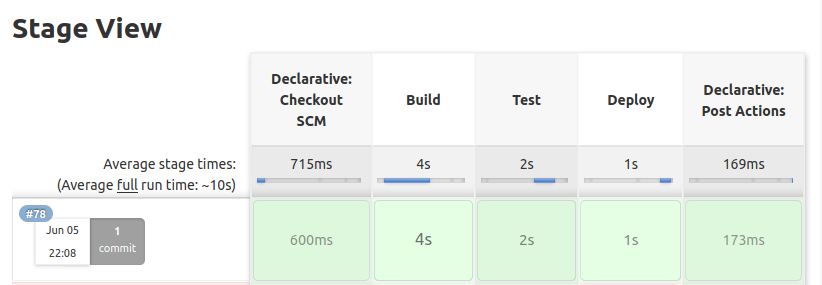 Stage View
Declarative:
Checkout
SCM
Build
Test
Deploy
Declarative:
Post Actions
Average stage times:
(Average full run time: ~10s)
715ms
4s
2s
1s
169ms
#78
Jun 05
22:08
1
commit
600ms
4s
2s
1s
173ms